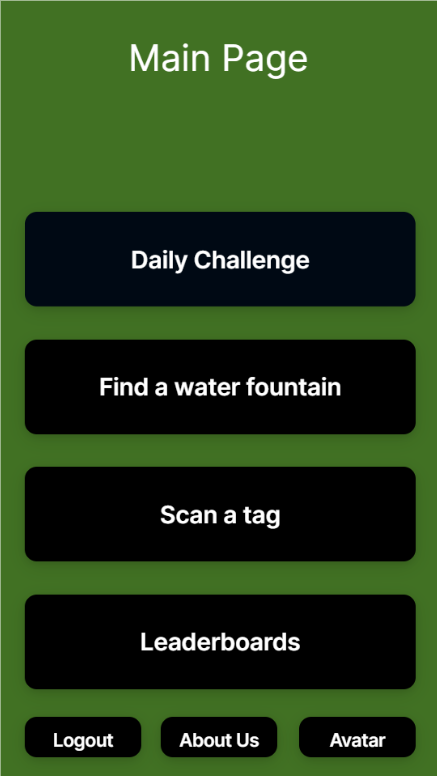 Main Page
Daily Challenge
Find a water fountain
Scan a tag
Leaderboards
Logout
About Us
Avatar